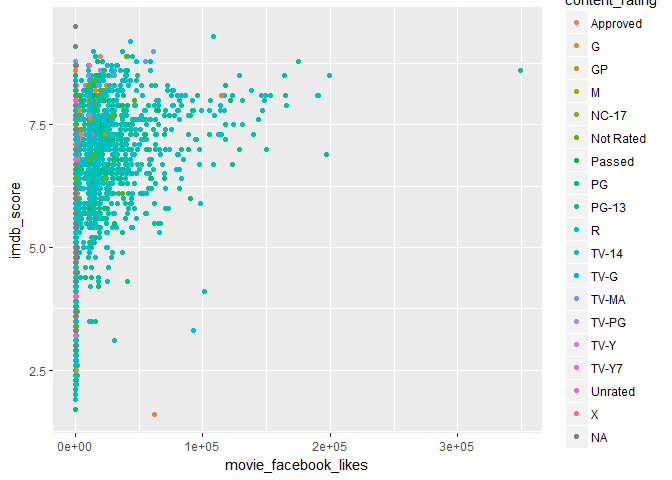 content_rating
Approved
G
GP
M
NC-17
Not Rated
Passed
PG
PG-13
R
TV-14
TV-G
TV-MA
TV-PG
TV-Y
TV-Y7
Unrated
X
NA
7.5
5.0
2.5
imdb_score
0e+00 1e+05 2e+05 3e+05
movie_facebook_likes